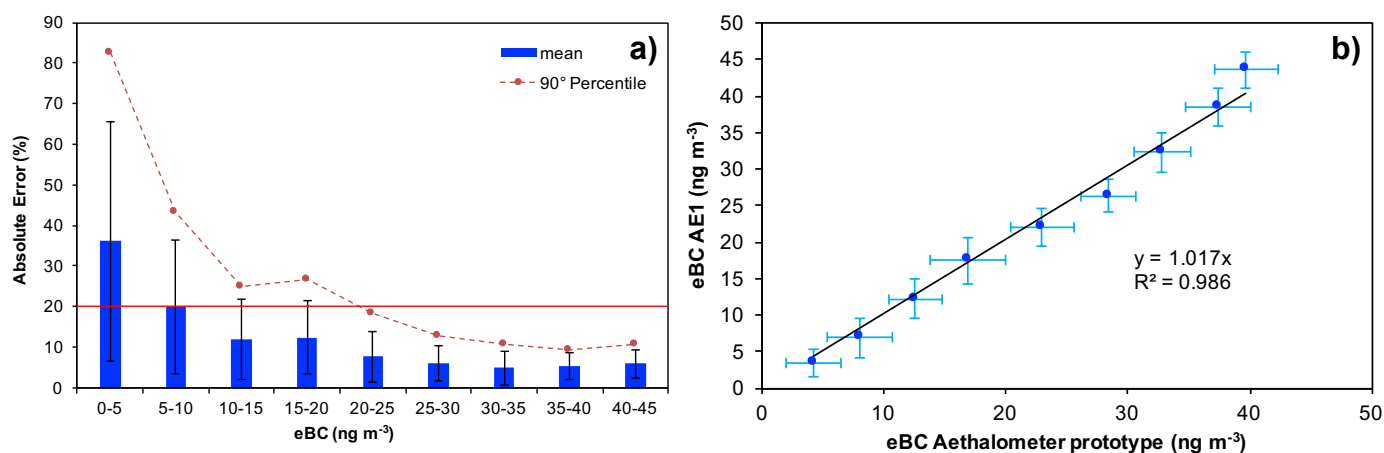 a)
mean
90° Percentile
Absolute Error (%)
90
80
70
60
50
40
30
20
10
0
0-5 5-10 10-15 15-20 20-25 25-30 30-35 35-40 40-45
eBC (ng m⁻³)
b)
eBC AE1 (ng m⁻³)
50
45
40
35
30
25
20
15
10
5
0
y = 1.017x
R² = 0.986
0 10 20 30 40 50
eBC Aethalometer prototype (ng m⁻³)